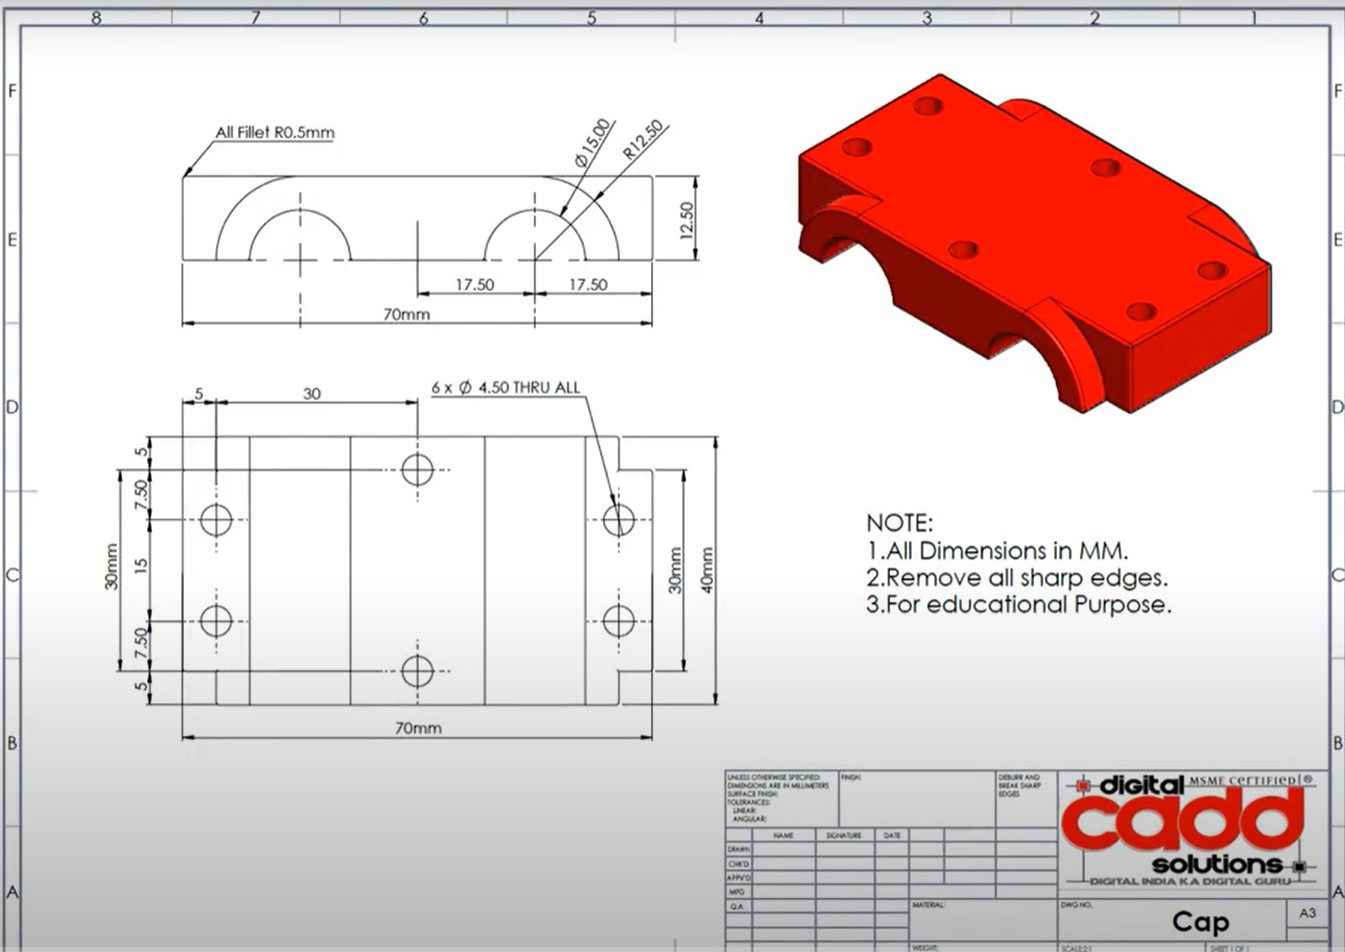 8 7 6 5 4 3 2 1
F
E
D
C
B
A
F
E
D
C
B
A
All Fillet R0.5mm
Ø15.00
R12.50
12.50
17.50
17.50
70mm
5
30
6 x Ø 4.50 THRU ALL
5
7.50
15
7.50
5
30mm
30mm
40mm
70mm
NOTE:
1.All Dimensions in MM.
2.Remove all sharp edges.
3.For educational Purpose.
UNLESS OTHERWISE SPECIFIED:
DIMENSIONS ARE IN MILLIMETERS
SURFACE FINISH:
TOLERANCES:
LINEAR:
ANGULAR:
FINISH:
DEBURR AND
BREAK SHARP
EDGES
NAME SIGNATURE DATE
DRAWN
CHK'D
APPV'D
MFG
Q.A
MATERIAL:
WEIGHT:
digital MSME CERTIFIED ®
cadd
solutions
DIGITAL INDIA KA DIGITAL GURU
DWG NO.
Cap
A3
SCALE:2:1
SHEET 1 OF 1